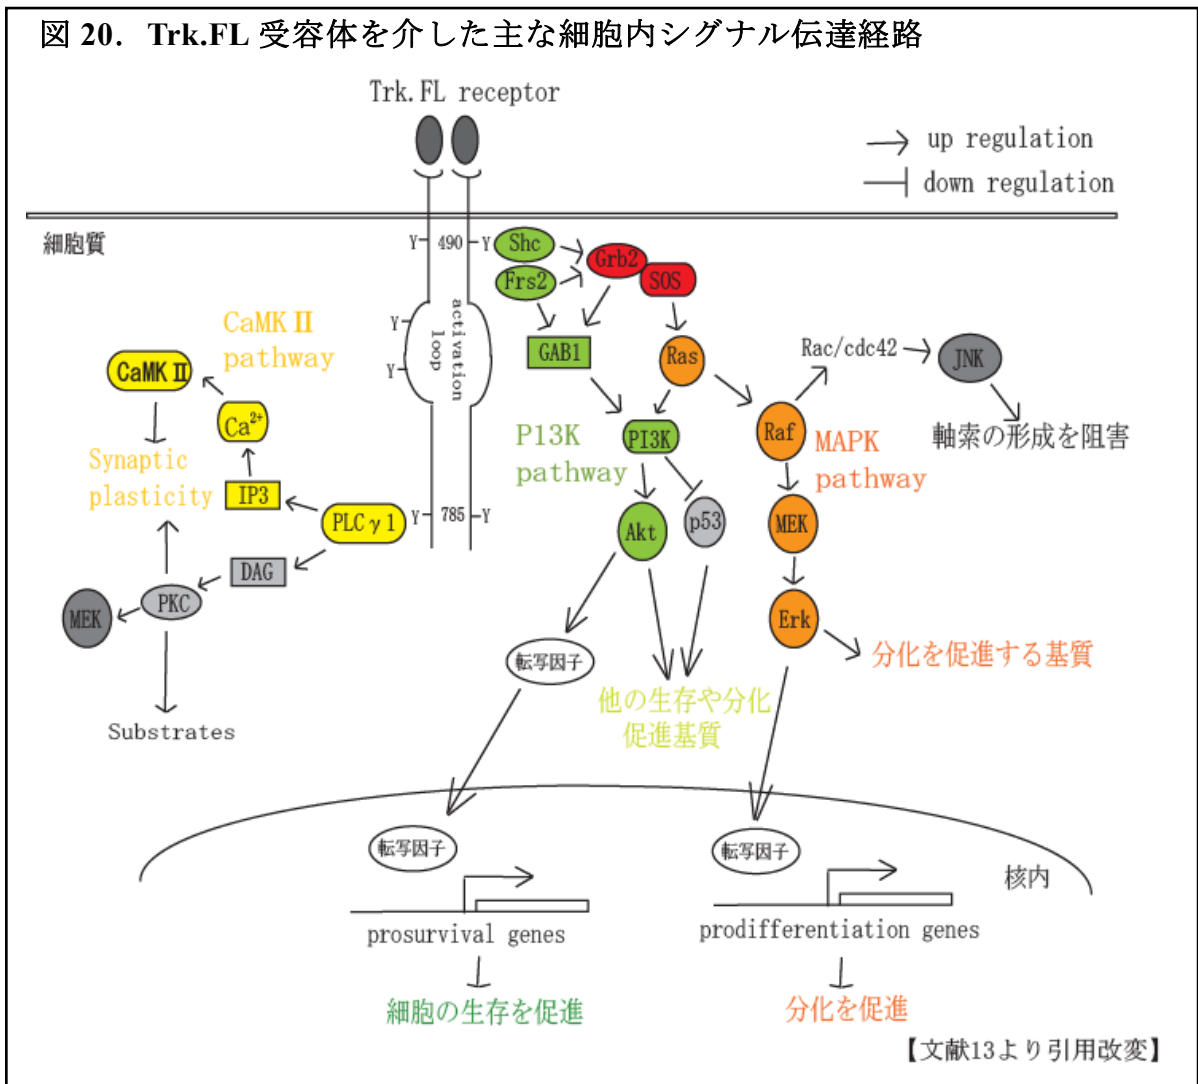 図 20. Trk.FL 受容体を介した主な細胞内シグナル伝達経路
Trk.FL receptor
up regulation
down regulation
細胞質
Y
490
Y
Shc
Grb2
Frs2
SOS
Y
Y
activation
loop
GAB1
Ras
Rac/cdc42
JNK
CaMK Ⅱ
pathway
CaMK Ⅱ
Ca2+
Synaptic
plasticity
IP3
PLC γ 1
Y
785
Y
DAG
PKC
MEK
Substrates
P13K
pathway
PI3K
Akt
p53
Raf
MAPK
pathway
軸索の形成を阻害
MEK
Erk
分化を促進する基質
転写因子
他の生存や分化
促進基質
転写因子
転写因子
核内
prosurvival genes
prodifferentiation genes
細胞の生存を促進
分化を促進
【文献13より引用改変】